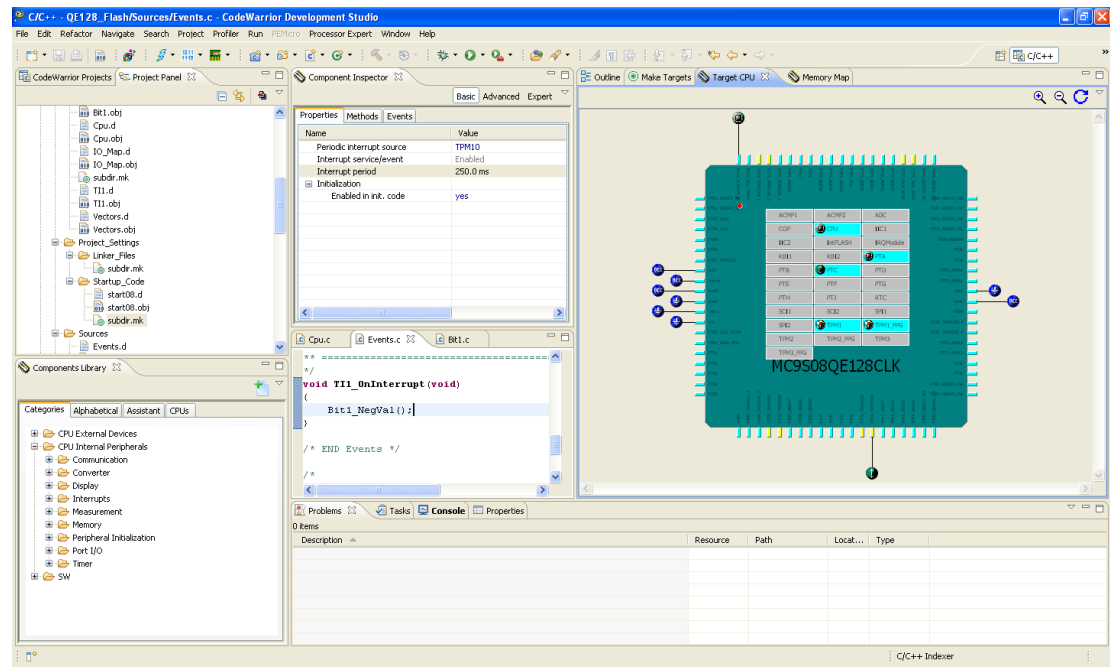 C/C++ - QE128_Flash/Sources/Events.c - CodeWarrior Development Studio
File Edit Refactor Navigate Search Project Profiler Run PEMicro Processor Expert Window Help
C/C++
CodeWarrior Projects Project Panel
Bit1.obj
Cpu.d
Cpu.obj
IO_Map.d
IO_Map.obj
subdir.mk
TI1.d
TI1.obj
Vectors.d
Vectors.obj
Project_Settings
Linker_Files
subdir.mk
Startup_Code
start08.d
start08.obj
subdir.mk
Sources
Events.d
Components Library
Categories Alphabetical Assistant CPUs
CPU External Devices
CPU Internal Peripherals
Communication
Converter
Display
Interrupts
Measurement
Memory
Peripheral Initialization
Port I/O
Timer
SW
Component Inspector
Basic Advanced Expert
Properties Methods Events
Name Value
Periodic interrupt source TPM10
Interrupt service/event Enabled
Interrupt period 250.0 ms
Initialization
Enabled in init. code yes
Cpu.c Events.c Bit1.c
** ===================================
*/
void TI1_OnInterrupt(void)
{
Bit1_NegVal();
}
/* END Events */
/*
Outline Make Targets Target CPU Memory Map
ACMP1 ACMP2 ADC
COP CPU IIC1
IIC2 IntFLASH IRQModule
KBI1 KBI2 PTA
PTB PTC PTD
PTE PTF PTG
PTH PTJ RTC
SCI1 SCI2 SPI1
SPI2 TPM1 TPM1_PPG
TPM2 TPM2_PPG TPM3
TPM3_PPG
MC9S08QE128CLK
Problems Tasks Console Properties
0 items
Description Resource Path Locat... Type
C/C++ Indexer